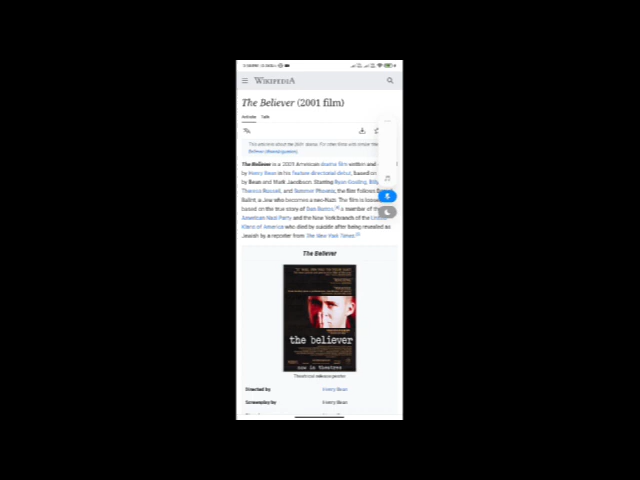 WIKIPEDIA
The Believer (2001 film)
Article Talk
This article is about the 2001 drama. For other films with similar
Believer (disambiguation).
The Believer is a 2001 American drama film written and
by Henry Bean in his feature directorial debut, based on
by Bean and Mark Jacobson. Starring Ryan Gosling, Billy
Theresa Russell, and Summer Phoenix, the film follows
Balint, a Jew who becomes a neo-Nazi. The film is
based on the true story of Dan Burros, a member of the
American Nazi Party and the New York branch of the United
Klans of America who died by suicide after being revealed as
Jewish by a reporter from The New York Times.
The Believer
the believer
now in theatres
Theatrical release poster
Directed by Henry Bean
Screenplay by Henry Bean